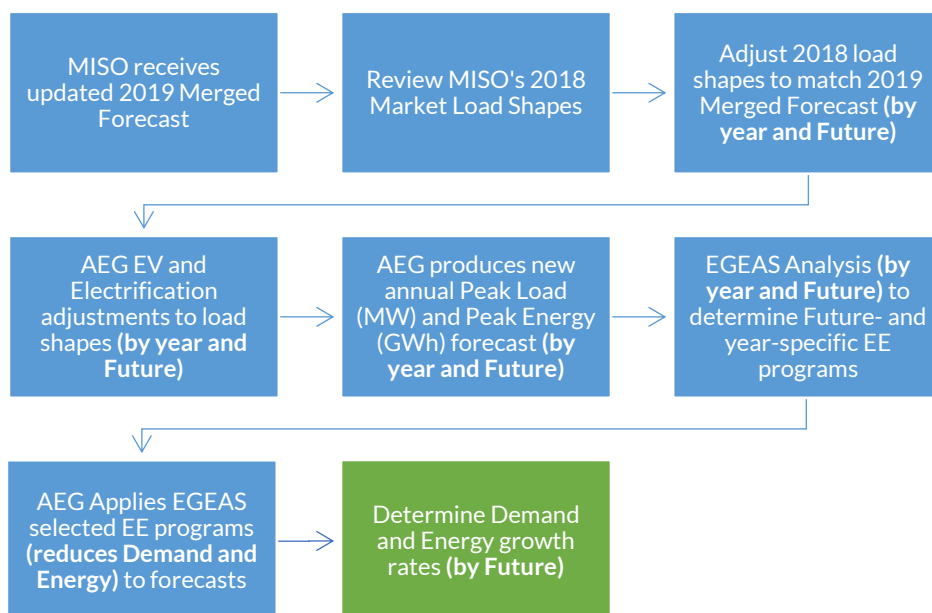 MISO receives
updated 2019 Merged
Forecast
Review MISO's 2018
Market Load Shapes
Adjust 2018 load
shapes to match 2019
Merged Forecast (by
year and Future)
AEG EV and
Electrification
adjustments to load
shapes (by year and
Future)
AEG produces new
annual Peak Load
(MW) and Peak Energy
(GWh) forecast (by
year and Future)
EGEAS Analysis (by
year and Future) to
determine Future- and
year-specific EE
programs
AEG Applies EGEAS
selected EE programs
(reduces Demand and
Energy) to forecasts
Determine Demand
and Energy growth
rates (by Future)